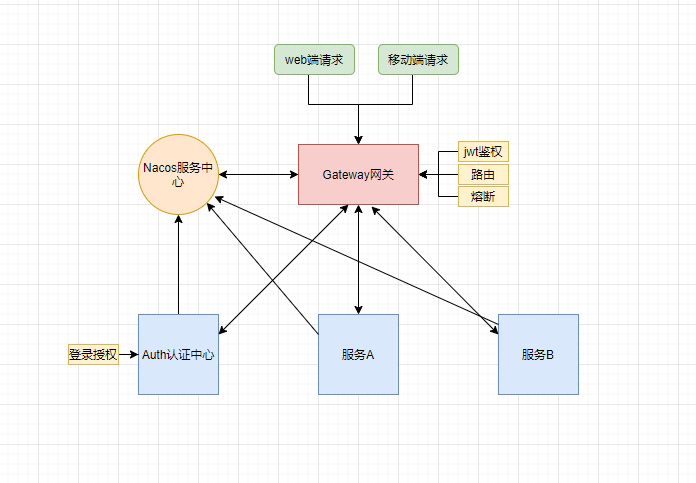 web端请求
移动端请求
Nacos服务中
心
Gateway网关
jwt鉴权
路由
熔断
登录授权
Auth认证中心
服务A
服务B